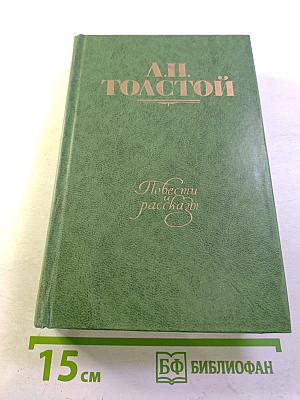 Л.Н.
ТОЛСТОЙ
Повести
и
рассказы
15 см
БФ БИБЛИОФАН